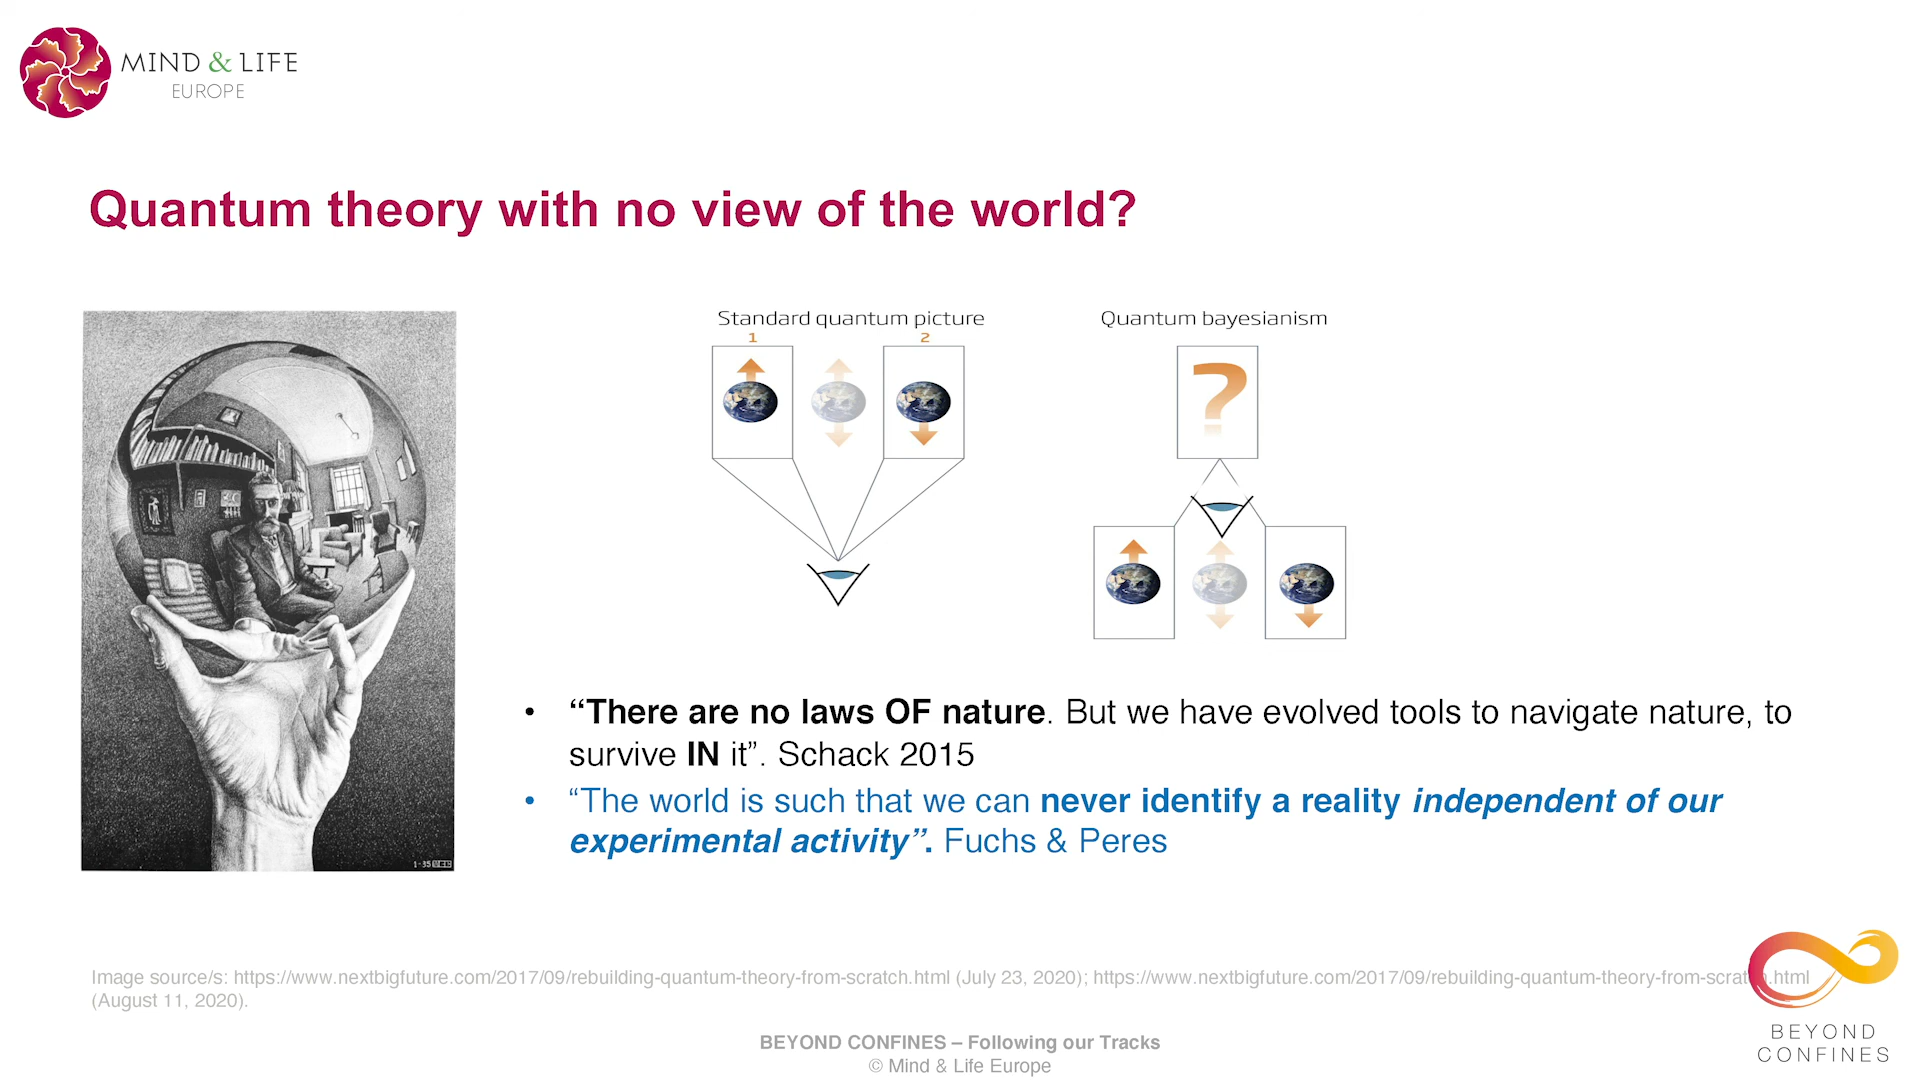 MIND & LIFE
EUROPE
Quantum theory with no view of the world?
Standard quantum picture
1
2
Quantum bayesianism
?
• “There are no laws OF nature. But we have evolved tools to navigate nature, to
survive IN it”. Schack 2015
• “The world is such that we can never identify a reality independent of our
experimental activity”. Fuchs & Peres
Image source/s: https://www.nextbigfuture.com/2017/09/rebuilding-quantum-theory-from-scratch.html (July 23, 2020); https://www.nextbigfuture.com/2017/09/rebuilding-quantum-theory-from-scrat .html
(August 11, 2020).
BEYOND CONFINES – Following our Tracks
© Mind & Life Europe
BEYOND
CONFINES